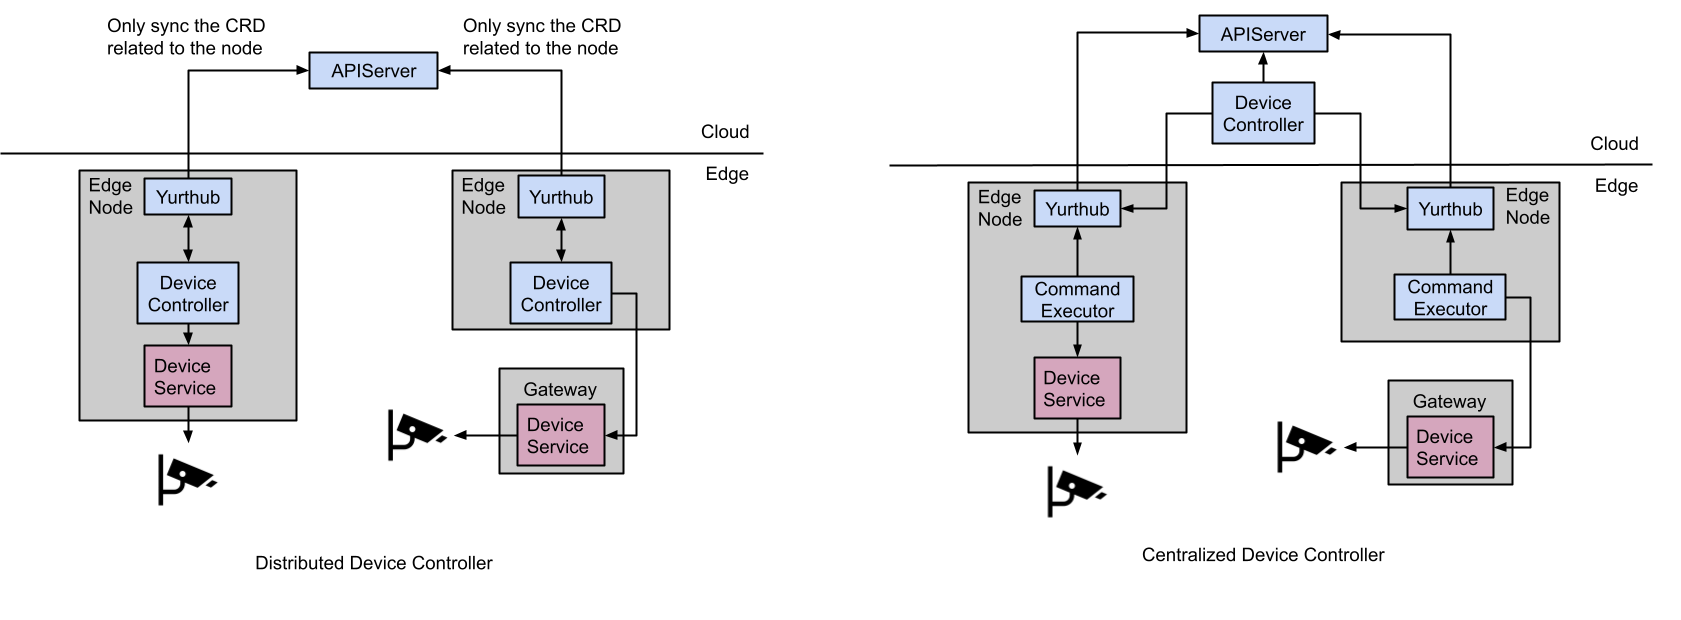 Only sync the CRD
related to the node
Only sync the CRD
related to the node
APIServer
Cloud
Edge
Edge
Node
Yurthub
Device
Controller
Device
Service
Edge
Node
Yurthub
Device
Controller
Gateway
Device
Service
Distributed Device Controller
APIServer
Device
Controller
Cloud
Edge
Edge
Node
Yurthub
Command
Executor
Device
Service
Yurthub
Edge
Node
Command
Executor
Gateway
Device
Service
Centralized Device Controller